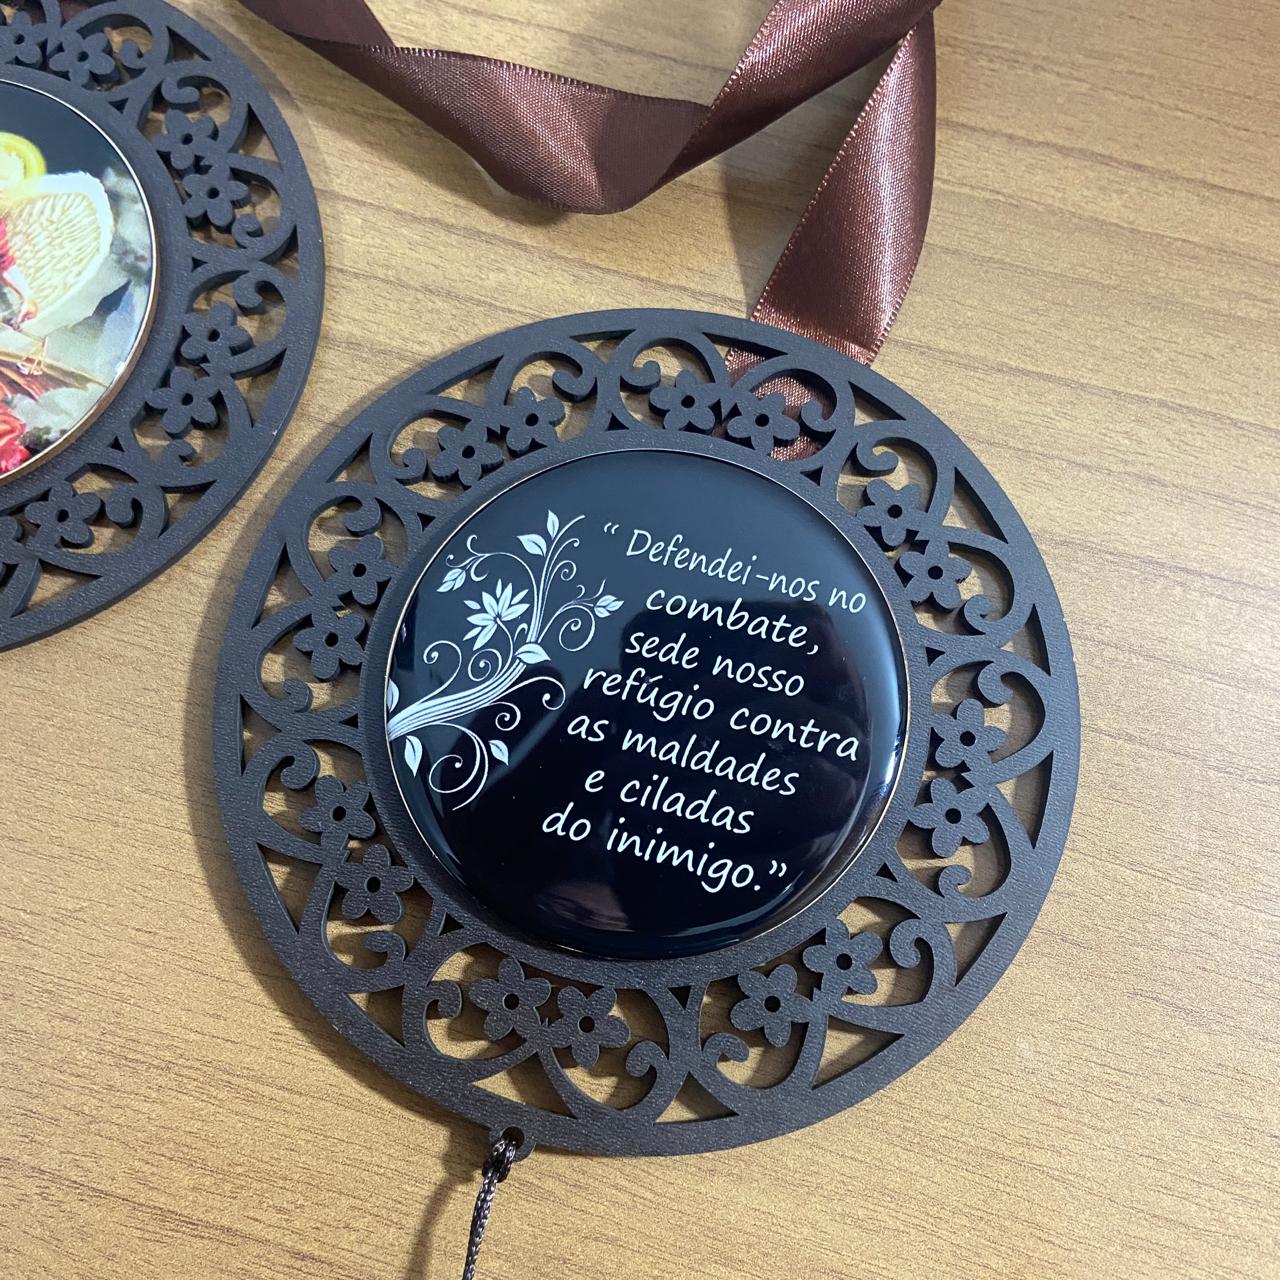 “ Defendei-nos no
combate,
sede nosso
refúgio contra
as maldades
e ciladas
do inimigo.”